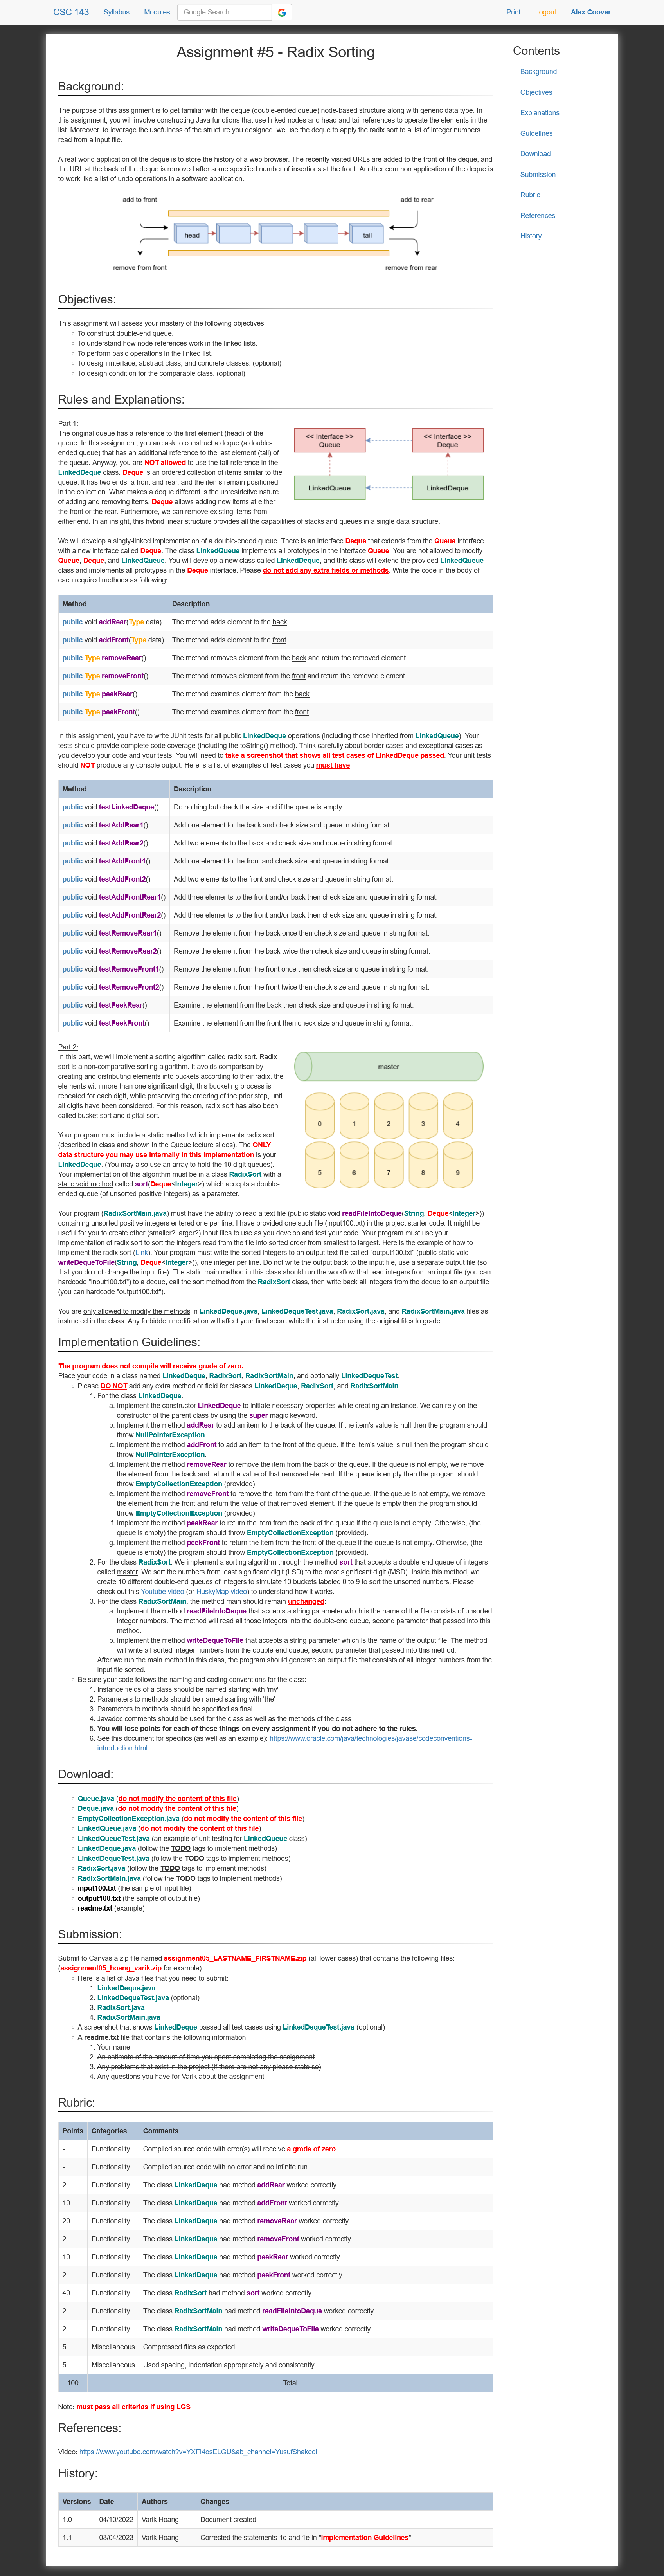 CSC 143 Syllabus Modules Google Search Print Logout Alex Coover
Assignment #5 - Radix Sorting
Contents
Background
Objectives
Explanations
Guidelines
Download
Submission
Rubric
References
History
Background:
The purpose of this assignment is to get familiar with the deque (double-ended queue) node-based structure along with generic data type. In
this assignment, you will involve constructing Java functions that use linked nodes and head and tail references to operate the elements in the
list. Moreover, to leverage the usefulness of the structure you designed, we use the deque to apply the radix sort to a list of integer numbers
read from a input file.
A real-world application of the deque is to store the history of a web browser. The recently visited URLs are added to the front of the deque, and
the URL at the back of the deque is removed after some specified number of insertions at the front. Another common application of the deque is
to work like a list of undo operations in a software application.
add to front
add to rear
head
tail
remove from front
remove from rear
Objectives:
This assignment will assess your mastery of the following objectives:
To construct double-end queue.
To understand how node references work in the linked lists.
To perform basic operations in the linked list.
To design interface, abstract class, and concrete classes. (optional)
To design condition for the comparable class. (optional)
Rules and Explanations:
Part 1:
The original queue has a reference to the first element (head) of the
queue. In this assignment, you are ask to construct a deque (a double-
ended queue) that has an additional reference to the last element (tail) of
the queue. Anyway, you are NOT allowed to use the tail reference in the
LinkedDeque class. Deque is an ordered collection of items similar to the
queue. It has two ends, a front and rear, and the items remain positioned
in the collection. What makes a deque different is the unrestrictive nature
of adding and removing items. Deque allows adding new items at either
the front or the rear. Furthermore, we can remove existing items from
either end. In an insight, this hybrid linear structure provides all the capabilities of stacks and queues in a single data structure.
<< Interface >>
Queue
<< Interface >>
Deque
LinkedQueue
LinkedDeque
We will develop a singly-linked implementation of a double-ended queue. There is an interface Deque that extends from the Queue interface
with a new interface called Deque. The class LinkedQueue implements all prototypes in the interface Queue. You are not allowed to modify
Queue, Deque, and LinkedQueue. You will develop a new class called LinkedDeque, and this class will extend the provided LinkedQueue
class and implements all prototypes in the Deque interface. Please do not add any extra fields or methods. Write the code in the body of
each required methods as following:
Method Description
public void addRear(Type data) The method adds element to the back
public void addFront(Type data) The method adds element to the front
public Type removeRear() The method removes element from the back and return the removed element.
public Type removeFront() The method removes element from the front and return the removed element.
public Type peekRear() The method examines element from the back.
public Type peekFront() The method examines element from the front.
In this assignment, you have to write JUnit tests for all public LinkedDeque operations (including those inherited from LinkedQueue). Your
tests should provide complete code coverage (including the toString() method). Think carefully about border cases and exceptional cases as
you develop your code and your tests. You will need to take a screenshot that shows all test cases of LinkedDeque passed. Your unit tests
should NOT produce any console output. Here is a list of examples of test cases you must have.
Method Description
public void testLinkedDeque() Do nothing but check the size and if the queue is empty.
public void testAddRear1() Add one element to the back and check size and queue in string format.
public void testAddRear2() Add two elements to the back and check size and queue in string format.
public void testAddFront1() Add one element to the front and check size and queue in string format.
public void testAddFront2() Add two elements to the front and check size and queue in string format.
public void testAddFrontRear1() Add three elements to the front and/or back then check size and queue in string format.
public void testAddFrontRear2() Add three elements to the front and/or back then check size and queue in string format.
public void testRemoveRear1() Remove the element from the back once then check size and queue in string format.
public void testRemoveRear2() Remove the element from the back twice then check size and queue in string format.
public void testRemoveFront1() Remove the element from the front once then check size and queue in string format.
public void testRemoveFront2() Remove the element from the front twice then check size and queue in string format.
public void testPeekRear() Examine the element from the back then check size and queue in string format.
public void testPeekFront() Examine the element from the front then check size and queue in string format.
Part 2:
In this part, we will implement a sorting algorithm called radix sort. Radix
sort is a non-comparative sorting algorithm. It avoids comparison by
creating and distributing elements into buckets according to their radix. the
elements with more than one significant digit, this bucketing process is
repeated for each digit, while preserving the ordering of the prior step, until
all digits have been considered. For this reason, radix sort has also been
called bucket sort and digital sort.
master
0 1 2 3 4
5 6 7 8 9
Your program must include a static method which implements radix sort
(described in class and shown in the Queue lecture slides). The ONLY
data structure you may use internally in this implementation is your
LinkedDeque. (You may also use an array to hold the 10 digit queues).
Your implementation of this algorithm must be in a class RadixSort with a
static void method called sort(Deque<Integer>) which accepts a double-
ended queue (of unsorted positive integers) as a parameter.
Your program (RadixSortMain.java) must have the ability to read a text file (public static void readFileIntoDeque(String, Deque<Integer>))
containing unsorted positive integers entered one per line. I have provided one such file (input100.txt) in the project starter code. It might be
useful for you to create other (smaller? larger?) input files to use as you develop and test your code. Your main program must use your
implementation of radix sort to sort the integers read from the input file into sorted order from smallest to largest. Here is the example of how to
implement the radix sort (Link). Your program must write the sorted integers to an output text file called "output100.txt" (public static void
writeDequeToFile(String, Deque<Integer>)), one integer per line. Do not write the output back to the input file, use a separate output file (so
that you do not change the input file). The static main method in this class should run the workflow that read integers from an input (you can
hardcode "input100.txt") to a deque, call the sort method from the RadixSort class, then write back all integers from the deque to an output file
(you can hardcode "output100.txt").
You are only allowed to modify the methods in LinkedDeque.java, LinkedDequeTest.java, RadixSort.java, and RadixSortMain.java files as
instructed in the class. Any forbidden modification will affect your final score while the instructor using the original files to grade.
Implementation Guidelines:
The program does not compile will receive grade of zero.
Place your code in a class named LinkedDeque, RadixSort, RadixSortMain, and optionally LinkedDequeTest.
Please DO NOT add any extra method or field for classes LinkedDeque, RadixSort, and RadixSortMain.
1. For the class LinkedDeque:
a. Implement the constructor LinkedDeque to initiate necessary properties while creating an instance. We can rely on the
constructor of the parent class by using the super magic keyword.
b. Implement the method addRear to add an item to the back of the queue. If the item's value is null then the program should
throw NullPointerException.
c. Implement the method addFront to add an item to the front of the queue. If the item's value is null then the program should
throw NullPointerException.
d. Implement the method removeRear to remove the item from the back of the queue. If the queue is not empty, we remove
the element from the back and return the value of that removed element. If the queue is empty then the program should
throw EmptyCollectionException (provided).
e. Implement the method removeFront to remove the item from the back of the queue. If the queue is not empty, we remove
the element from the front and return the value of that removed element. If the queue is empty then the program should
throw EmptyCollectionException (provided).
f. Implement the method peekRear to return the item from the back of the queue if the queue is not empty. Otherwise, (the
queue is empty) the program should throw EmptyCollectionException (provided).
g. Implement the method peekFront to return the item from the front of the queue if the queue is not empty. Otherwise, (the
queue is empty) the program should throw EmptyCollectionException (provided).
2. For the class RadixSort. We implement a sorting algorithm through the method sort that accepts a double-end queue of integers
called master. We sort the numbers from least significant digit (LSD) to the most significant digit (MSD). Inside this method, we
create 10 different double-end queues of integers to simulate 10 buckets labeled 0 to 9 to sort the unsorted numbers. Please
check out this Youtube video (or HuskyMap video) to understand how it works.
3. For the class RadixSortMain, the method main should remain unchanged:
a. Implement the method readFileIntoDeque that accepts a string parameter which is the name of the file consists of unsorted
integer numbers. The method will read all those integers into the double-end queue, second parameter that passed into this
method.
b. Implement the method writeDequeToFile that accepts a string parameter which is the name of the output file. The method
will write all sorted integer numbers from the double-end queue, second parameter that passed into this method.
After we run the main method in this class, the program should generate an output file that consists of all integer numbers from the
input file sorted.
Be sure your code follows the naming and coding conventions for the class:
1. Instance fields of a class should be named starting with 'my'
2. Parameters to methods should be named starting with 'the'
3. Parameters to methods should be specified as final
4. Javadoc comments should be used for the class as well as the methods of the class
5. You will lose points for each of these things on every assignment if you do not adhere to the rules.
6. See this document for specifics (as well as an example): https://www.oracle.com/java/technologies/javase/codeconventions-
introduction.html
Download:
Queue.java (do not modify the content of this file)
Deque.java (do not modify the content of this file)
EmptyCollectionException.java (do not modify the content of this file)
LinkedQueue.java (do not modify the content of this file)
LinkedQueueTest.java (an example of unit testing for LinkedQueue class)
LinkedDeque.java (follow the TODO tags to implement methods)
LinkedDequeTest.java (follow the TODO tags to implement methods)
RadixSort.java (follow the TODO tags to implement methods)
RadixSortMain.java (follow the TODO tags to implement methods)
input100.txt (the sample of input file)
output100.txt (the sample of output file)
readme.txt (example)
Submission:
Submit to Canvas a zip file named assignment05_LASTNAME_FIRSTNAME.zip (all lower cases) that contains the following files:
(assignment05_hoang_varik.zip for example)
Here is a list of Java files that you need to submit:
1. LinkedDeque.java
2. LinkedDequeTest.java (optional)
3. RadixSort.java
4. RadixSortMain.java
A screenshot that shows LinkedDeque passed all test cases using LinkedDequeTest.java (optional)
A readme.txt file that contains the following information
1. Your name
2. An estimate of the amount of time you spent completing the assignment
3. Any problems that exist in the project (if there are not any please state so)
4. Any questions you have for Varik about the assignment
Rubric:
Points Categories Comments
- Functionality Compiled source code with error(s) will receive a grade of zero
- Functionality Compiled source code with no error and no infinite run.
2 Functionality The class LinkedDeque had method addRear worked correctly.
10 Functionality The class LinkedDeque had method addFront worked correctly.
20 Functionality The class LinkedDeque had method removeRear worked correctly.
2 Functionality The class LinkedDeque had method removeFront worked correctly.
10 Functionality The class LinkedDeque had method peekRear worked correctly.
2 Functionality The class LinkedDeque had method peekFront worked correctly.
40 Functionality The class RadixSort had method sort worked correctly.
2 Functionality The class RadixSortMain had method readFileIntoDeque worked correctly.
2 Functionality The class RadixSortMain had method writeDequeToFile worked correctly.
5 Miscellaneous Compressed files as expected
5 Miscellaneous Used spacing, indentation appropriately and consistently
100 Total
Note: must pass all criterias if using LGS
References:
Video: https://www.youtube.com/watch?v=YXFI4osELGU&ab_channel=YusufShakeel
History:
Versions Date Authors Changes
1.0 04/10/2022 Varik Hoang Document created
1.1 03/04/2023 Varik Hoang Corrected the statements 1d and 1e in "Implementation Guidelines"